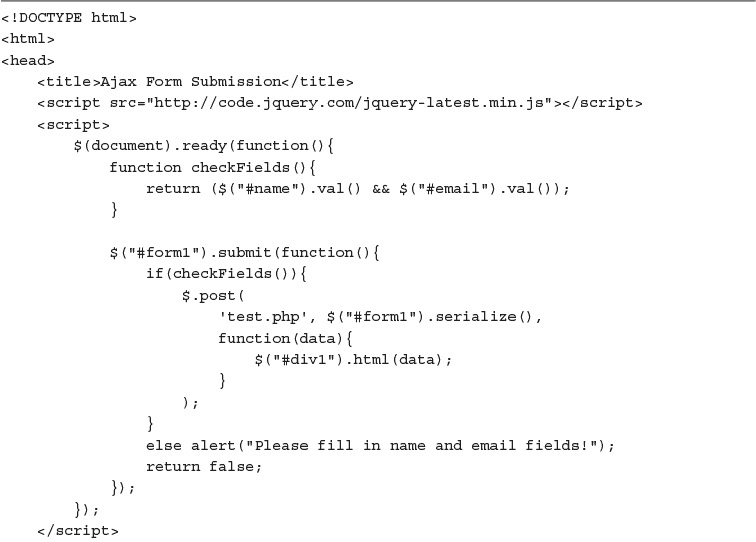 <!DOCTYPE html>
<html>
<head>
    <title>Ajax Form Submission</title>
    <script src="http://code.jquery.com/jquery-latest.min.js"></script>
    <script>
        $(document).ready(function(){
            function checkFields(){
                return ($("#name").val() && $("#email").val());
            }

            $("#form1").submit(function(){
                if(checkFields()){
                    $.post(
                        'test.php', $("#form1").serialize(),
                        function(data){
                            $("#div1").html(data);
                        }
                    );
                }
                else alert("Please fill in name and email fields!");
                return false;
            });
        });
    </script>